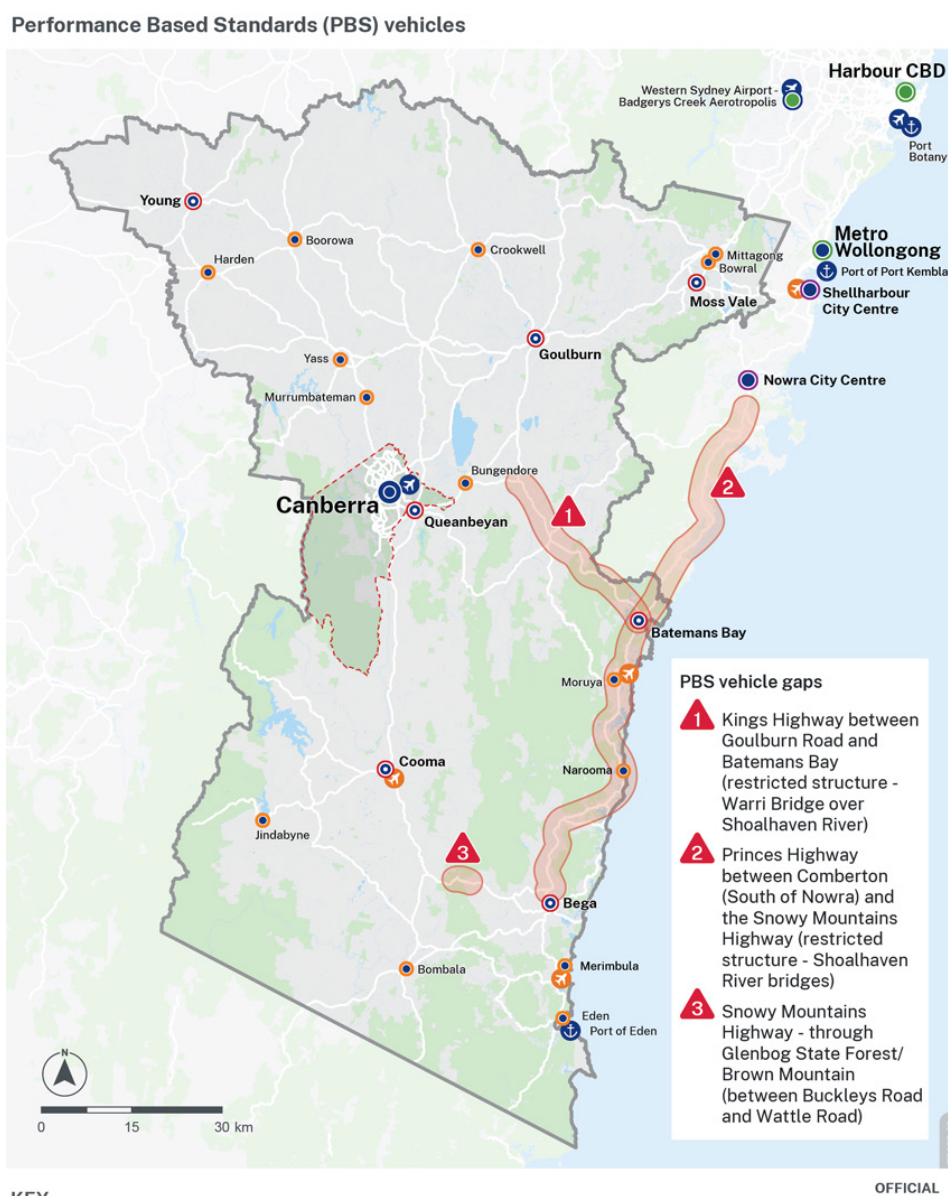 Performance Based Standards (PBS) vehicles
Harbour CBD
Western Sydney Airport -
Badgerys Creek Aerotropolis
Port
Botany
Young
Boorowa
Crookwell
Harden
Metro
Wollongong
Mittagong
Bowral
Port of Port Kembla
Moss Vale
Shellharbour
City Centre
Goulburn
Yass
Nowra City Centre
Murrumbateman
Bungendore
2
Canberra
1
Queanbeyan
Batemans Bay
Moruya
Cooma
Narooma
Jindabyne
3
Bega
Bombala
Merimbula
Eden
Port of Eden
PBS vehicle gaps
1
Kings Highway between
Goulburn Road and
Batemans Bay
(restricted structure -
Warri Bridge over
Shoalhaven River)
2
Princes Highway
between Comberton
(South of Nowra) and
the Snowy Mountains
Highway (restricted
structure - Shoalhaven
River bridges)
3
Snowy Mountains
Highway - through
Glenbog State Forest/
Brown Mountain
(between Buckleys Road
and Wattle Road)
N
0 15 30 km
OFFICIAL
KEY